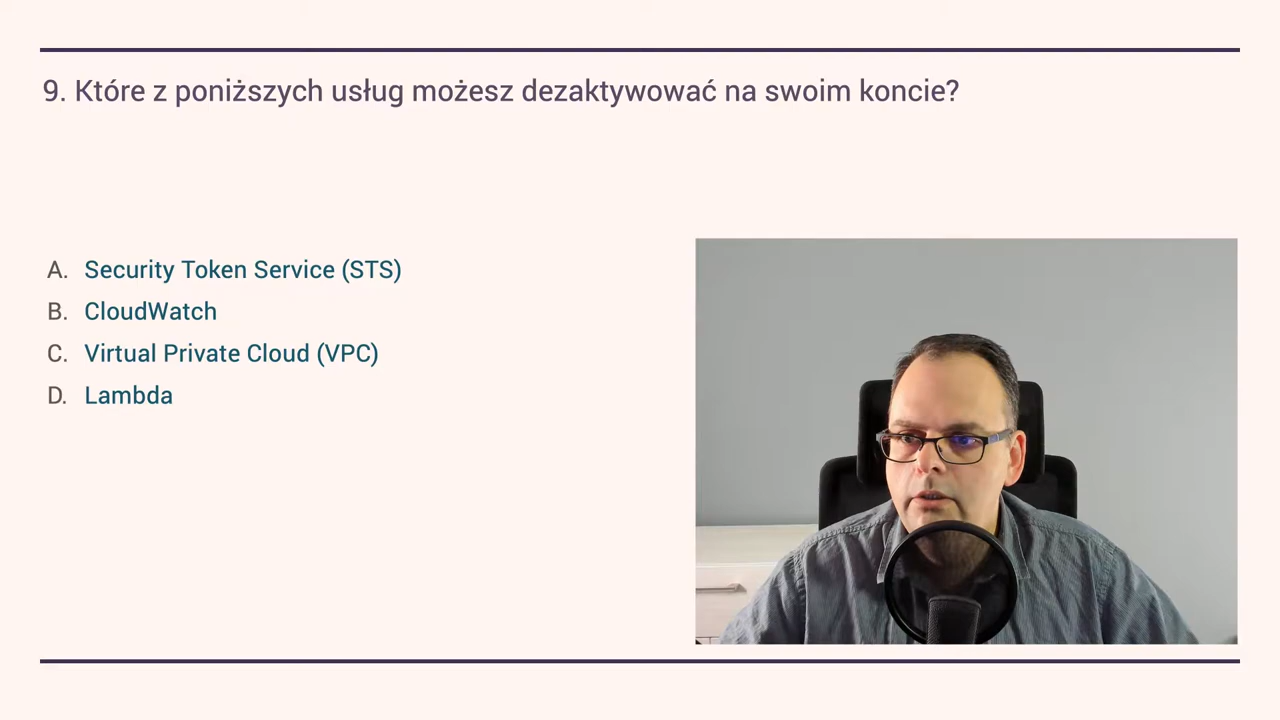 9. Które z poniższych usług możesz dezaktywować na swoim koncie?
A. Security Token Service (STS)
B. CloudWatch
C. Virtual Private Cloud (VPC)
D. Lambda